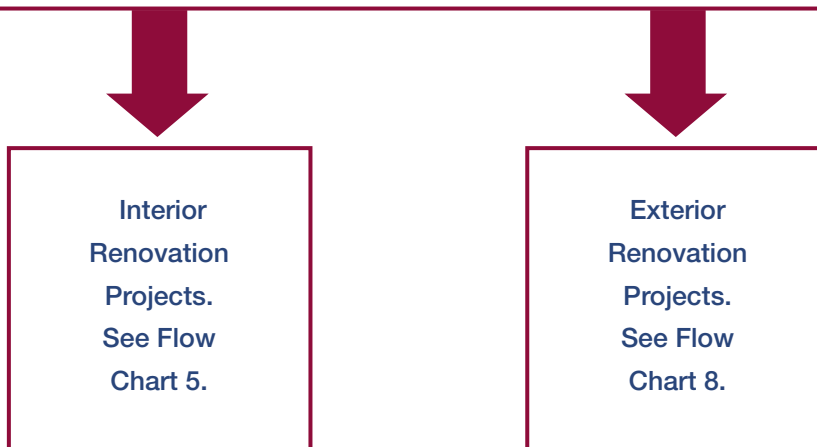 Interior
Renovation
Projects.
See Flow
Chart 5.
Exterior
Renovation
Projects.
See Flow
Chart 8.